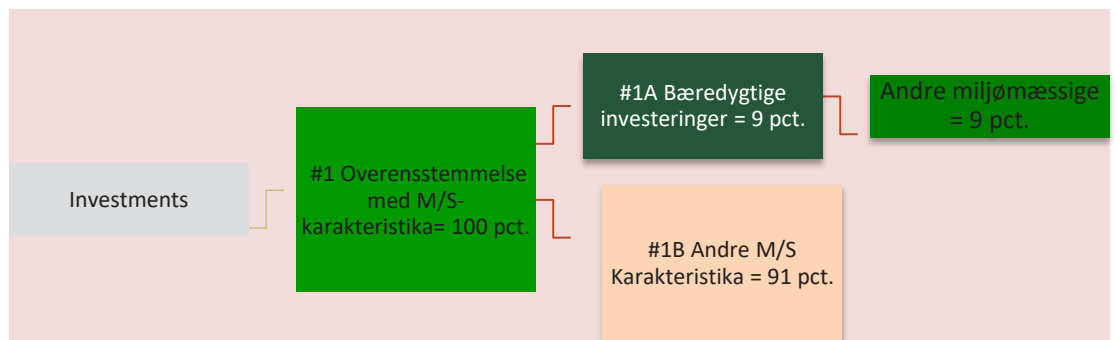 Investments
#1 Overensstemmelse
med M/S-
karakteristika= 100 pct.
#1A Bæredygtige
investeringer = 9 pct.
Andre miljømæssige
= 9 pct.
#1B Andre M/S
Karakteristika = 91 pct.